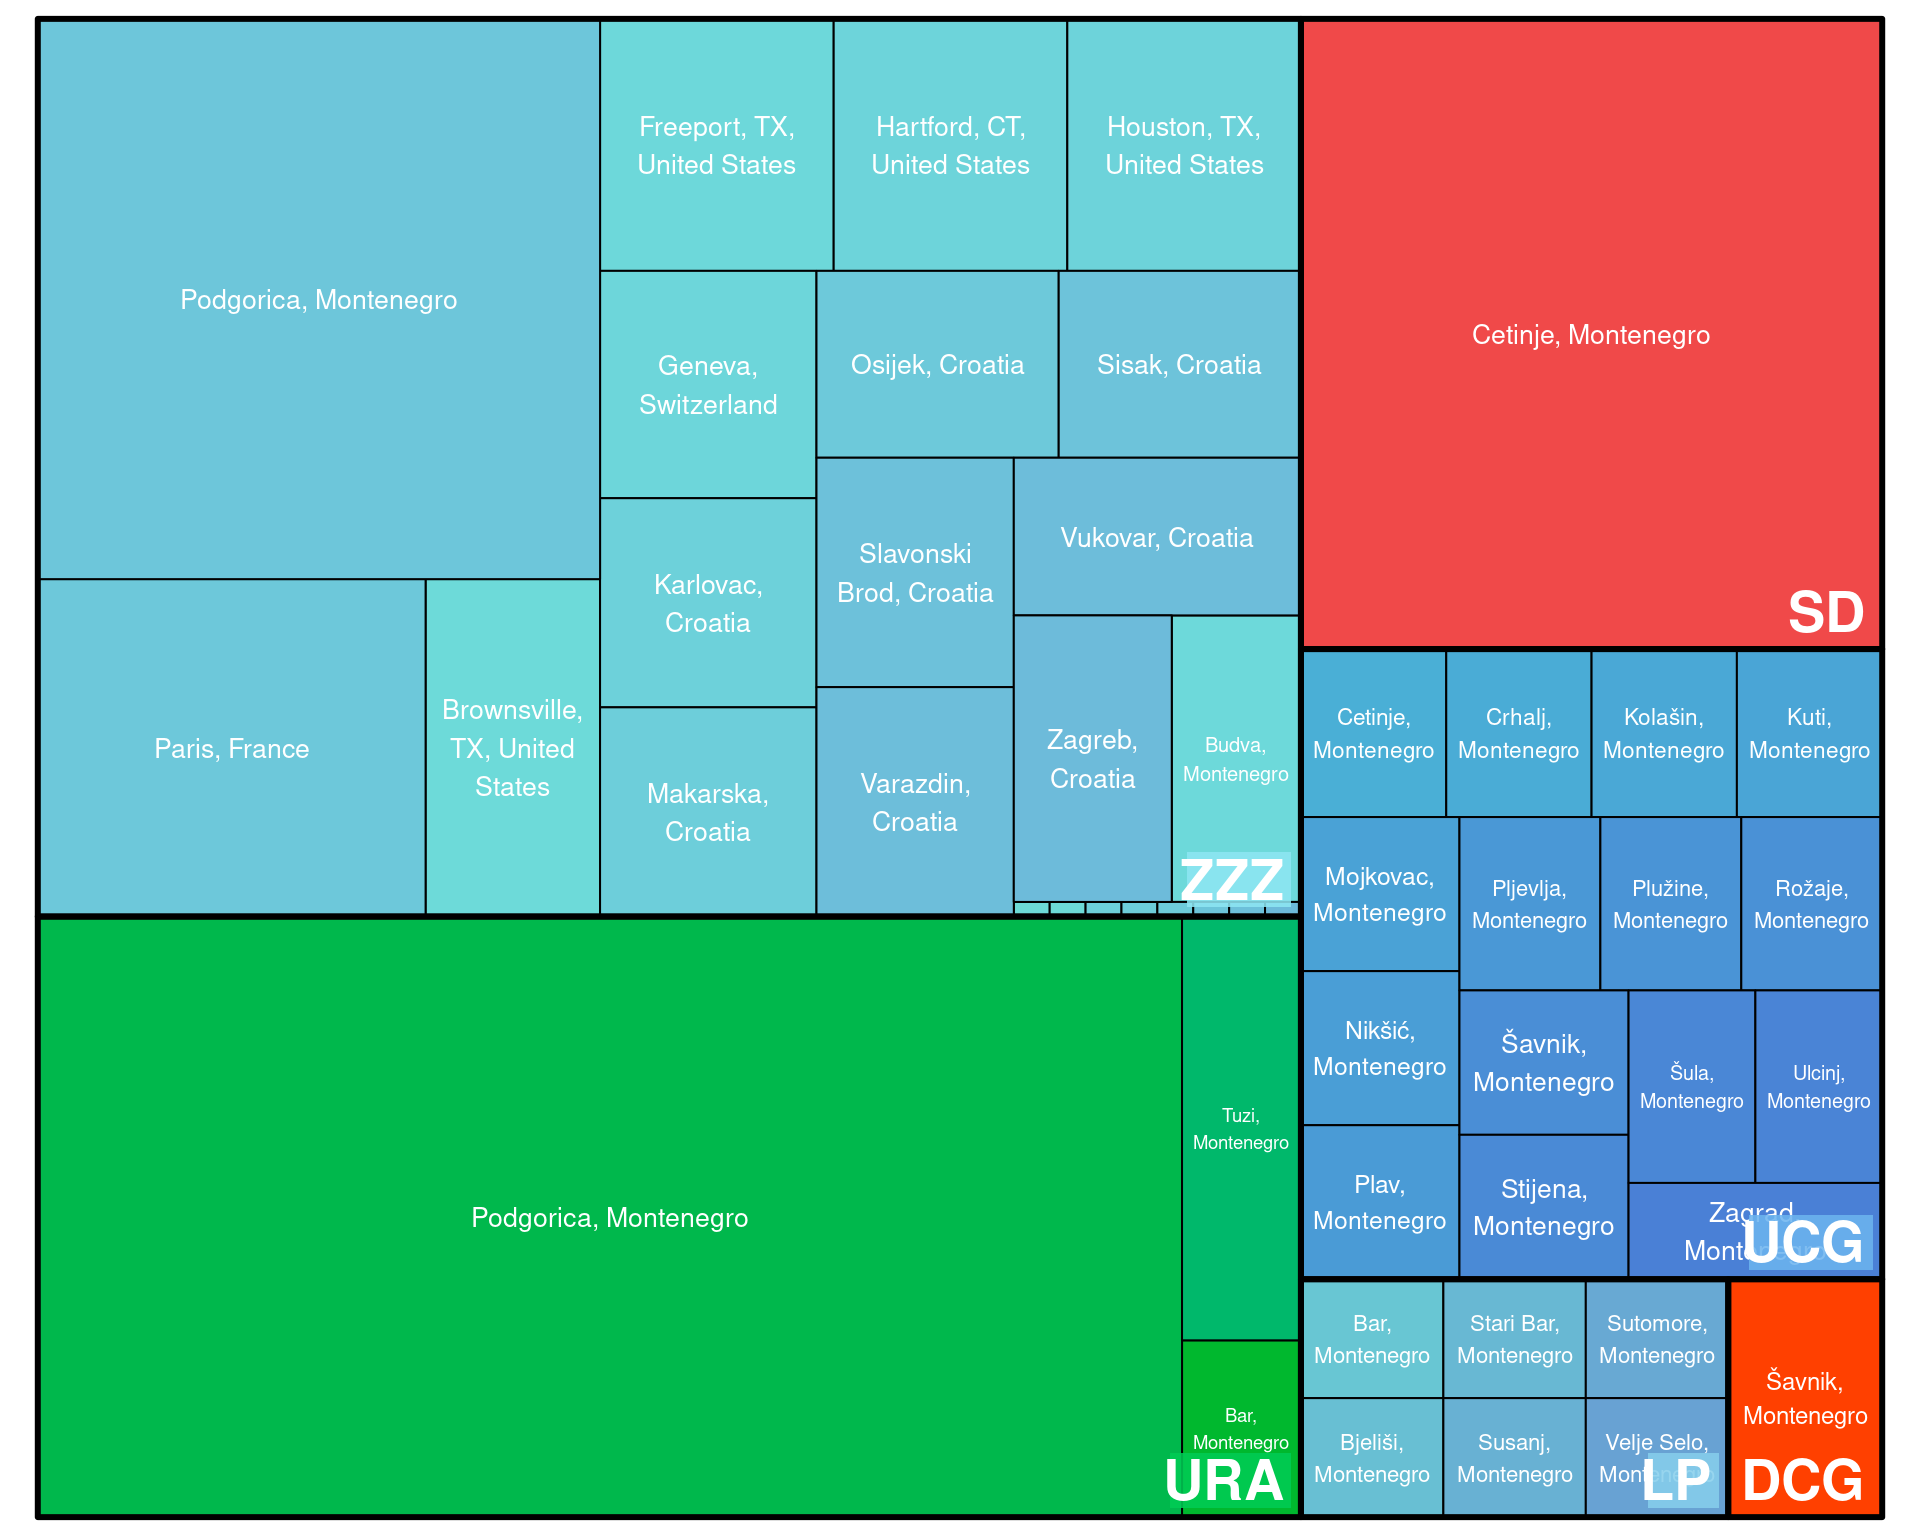 Podgorica, Montenegro
Paris, France
Brownsville,
TX, United
States
Freeport, TX,
United States
Hartford, CT,
United States
Houston, TX,
United States
Geneva,
Switzerland
Karlovac,
Croatia
Makarska,
Croatia
Osijek, Croatia
Sisak, Croatia
Slavonski
Brod, Croatia
Varazdin,
Croatia
Vukovar, Croatia
Zagreb,
Croatia
Budva,
Montenegro
ZZZ
Podgorica, Montenegro
Tuzi,
Montenegro
Bar,
Montenegro
URA
Cetinje, Montenegro
SD
Cetinje,
Montenegro
Crhalj,
Montenegro
Kolašin,
Montenegro
Kuti,
Montenegro
Mojkovac,
Montenegro
Nikšić,
Montenegro
Plav,
Montenegro
Pljevlja,
Montenegro
Plužine,
Montenegro
Rožaje,
Montenegro
Šavnik,
Montenegro
Stijena,
Montenegro
Šula,
Montenegro
Ulcinj,
Montenegro
Zagrad,
Montenegro
UCG
Bar,
Montenegro
Bjeliši,
Montenegro
Stari Bar,
Montenegro
Susanj,
Montenegro
Sutomore,
Montenegro
Velje Selo,
Montenegro
LP
Šavnik,
Montenegro
DCG